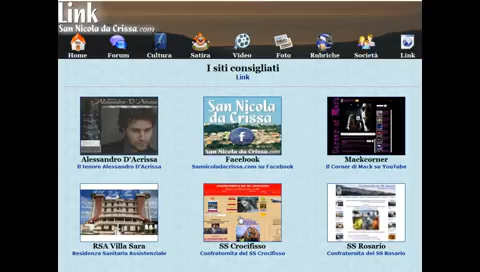 Link
San Nicola da Crissa.com
Home Forum Cultura Satira Video Foto Rubriche Società Link
I siti consigliati
Link
Alessandro D'Acrissa
San Nicola
da Crissa
f
San Nicola da Crissa.com
Alessandro D'Acrissa Facebook Mackcorner
Il tenore Alessandro D'Acrissa Sannicoladacrissa.com su Facebook Il Corner di Mack su YouTube
RSA Villa Sara SS Crocifisso SS Rosario
Residenza Sanitaria Assistenziale Confraternita del SS Crocifisso Confraternita del SS Rosario